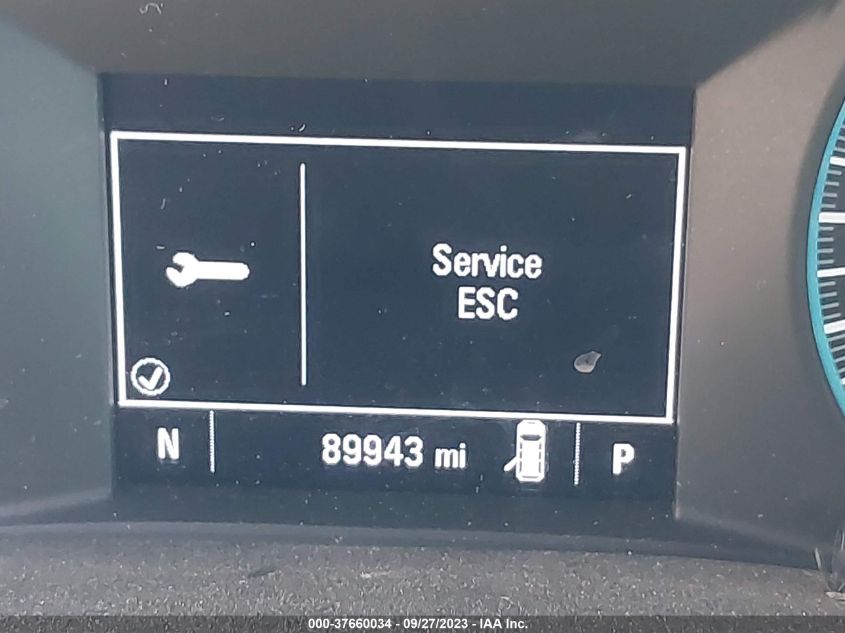 Service
ESC
N 89943 mi P
000-37660034 - 09/27/2023 - IAA Inc.